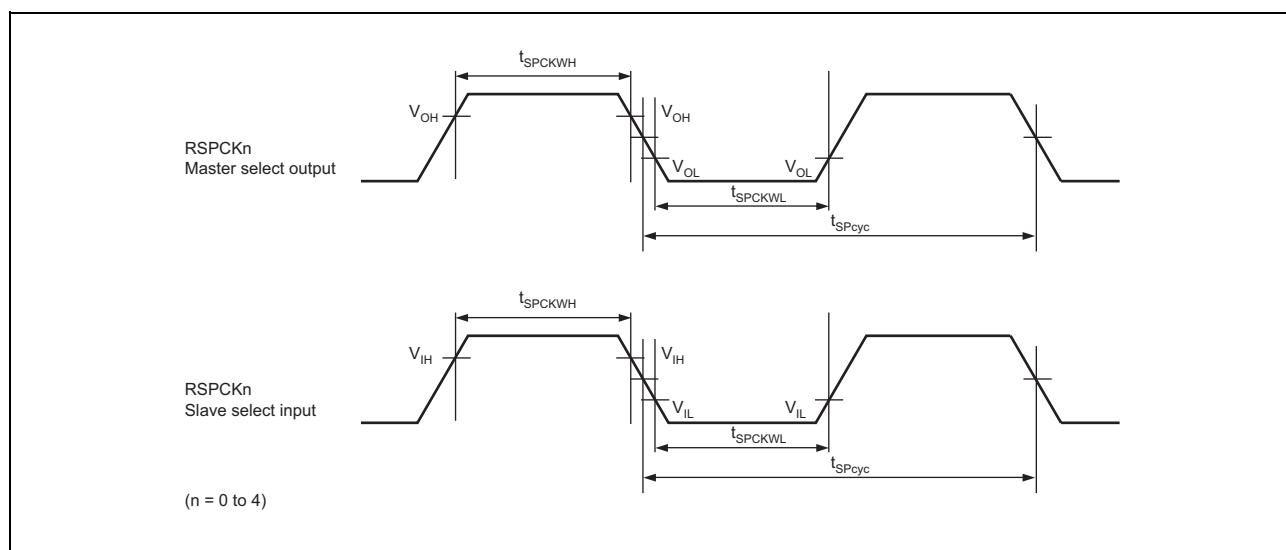 tSPCKWH
VOH VOH
RSPCKn
Master select output
VOL VOL
tSPCKWL
tSPcyc
tSPCKWH
VIH VIH
RSPCKn
Slave select input
VIL VIL
tSPCKWL
tSPcyc
(n = 0 to 4)